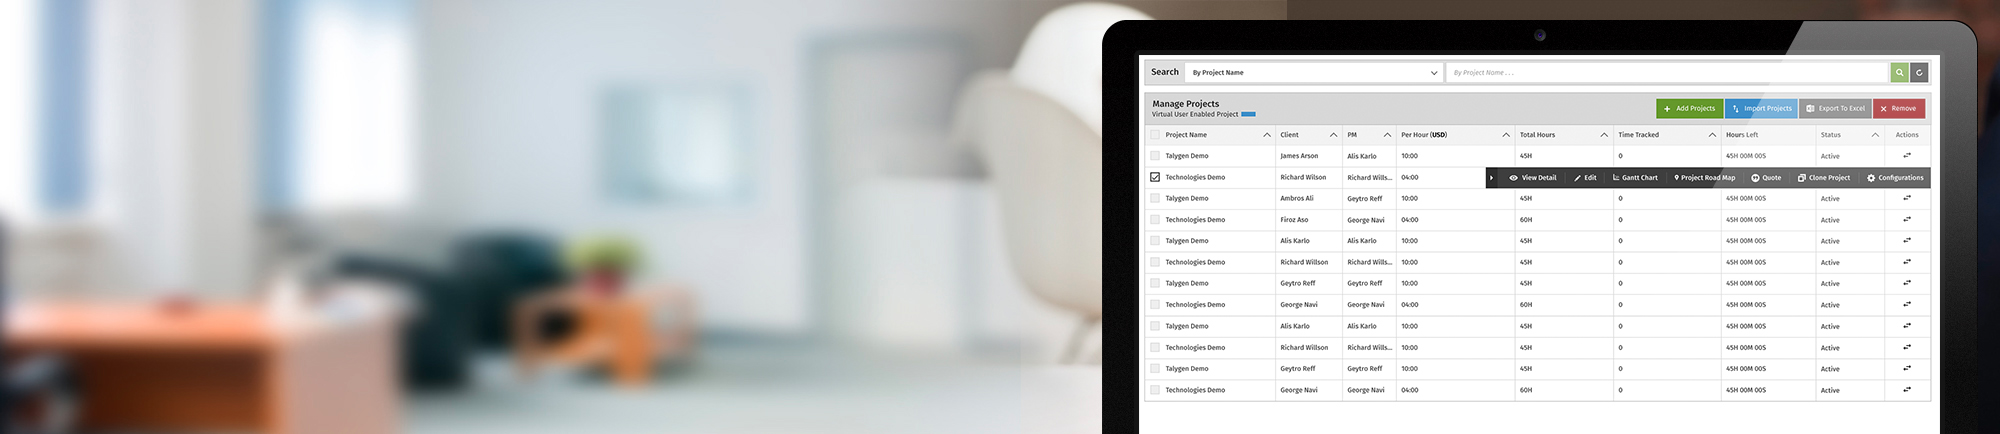 Search By Project Name By Project Name . . .
Manage Projects
Virtual User Enabled Project
Add Projects Import Projects Export To Excel Remove
Project Name Client PM Per Hour (USD) Total Hours Time Tracked Hours Left Status Actions
Talygen Demo James Arson Alis Karlo 10:00 45H 0 45H 00M 00S Active
Technologies Demo Richard Wilson Richard Wills... 04:00 View Detail Edit Gantt Chart Project Road Map Quote Clone Project Configurations
Talygen Demo Ambros Ali Geytro Reff 10:00 45H 0 45H 00M 00S Active
Technologies Demo Firoz Aso George Navi 04:00 60H 0 45H 00M 00S Active
Talygen Demo Alis Karlo Alis Karlo 10:00 45H 0 45H 00M 00S Active
Technologies Demo Richard Willson Richard Wills... 10:00 45H 0 45H 00M 00S Active
Talygen Demo Geytro Reff Geytro Reff 10:00 45H 0 45H 00M 00S Active
Technologies Demo George Navi George Navi 04:00 60H 0 45H 00M 00S Active
Talygen Demo Alis Karlo Alis Karlo 10:00 45H 0 45H 00M 00S Active
Technologies Demo Richard Willson Richard Wills... 10:00 45H 0 45H 00M 00S Active
Talygen Demo Geytro Reff Geytro Reff 10:00 45H 0 45H 00M 00S Active
Technologies Demo George Navi George Navi 04:00 60H 0 45H 00M 00S Active